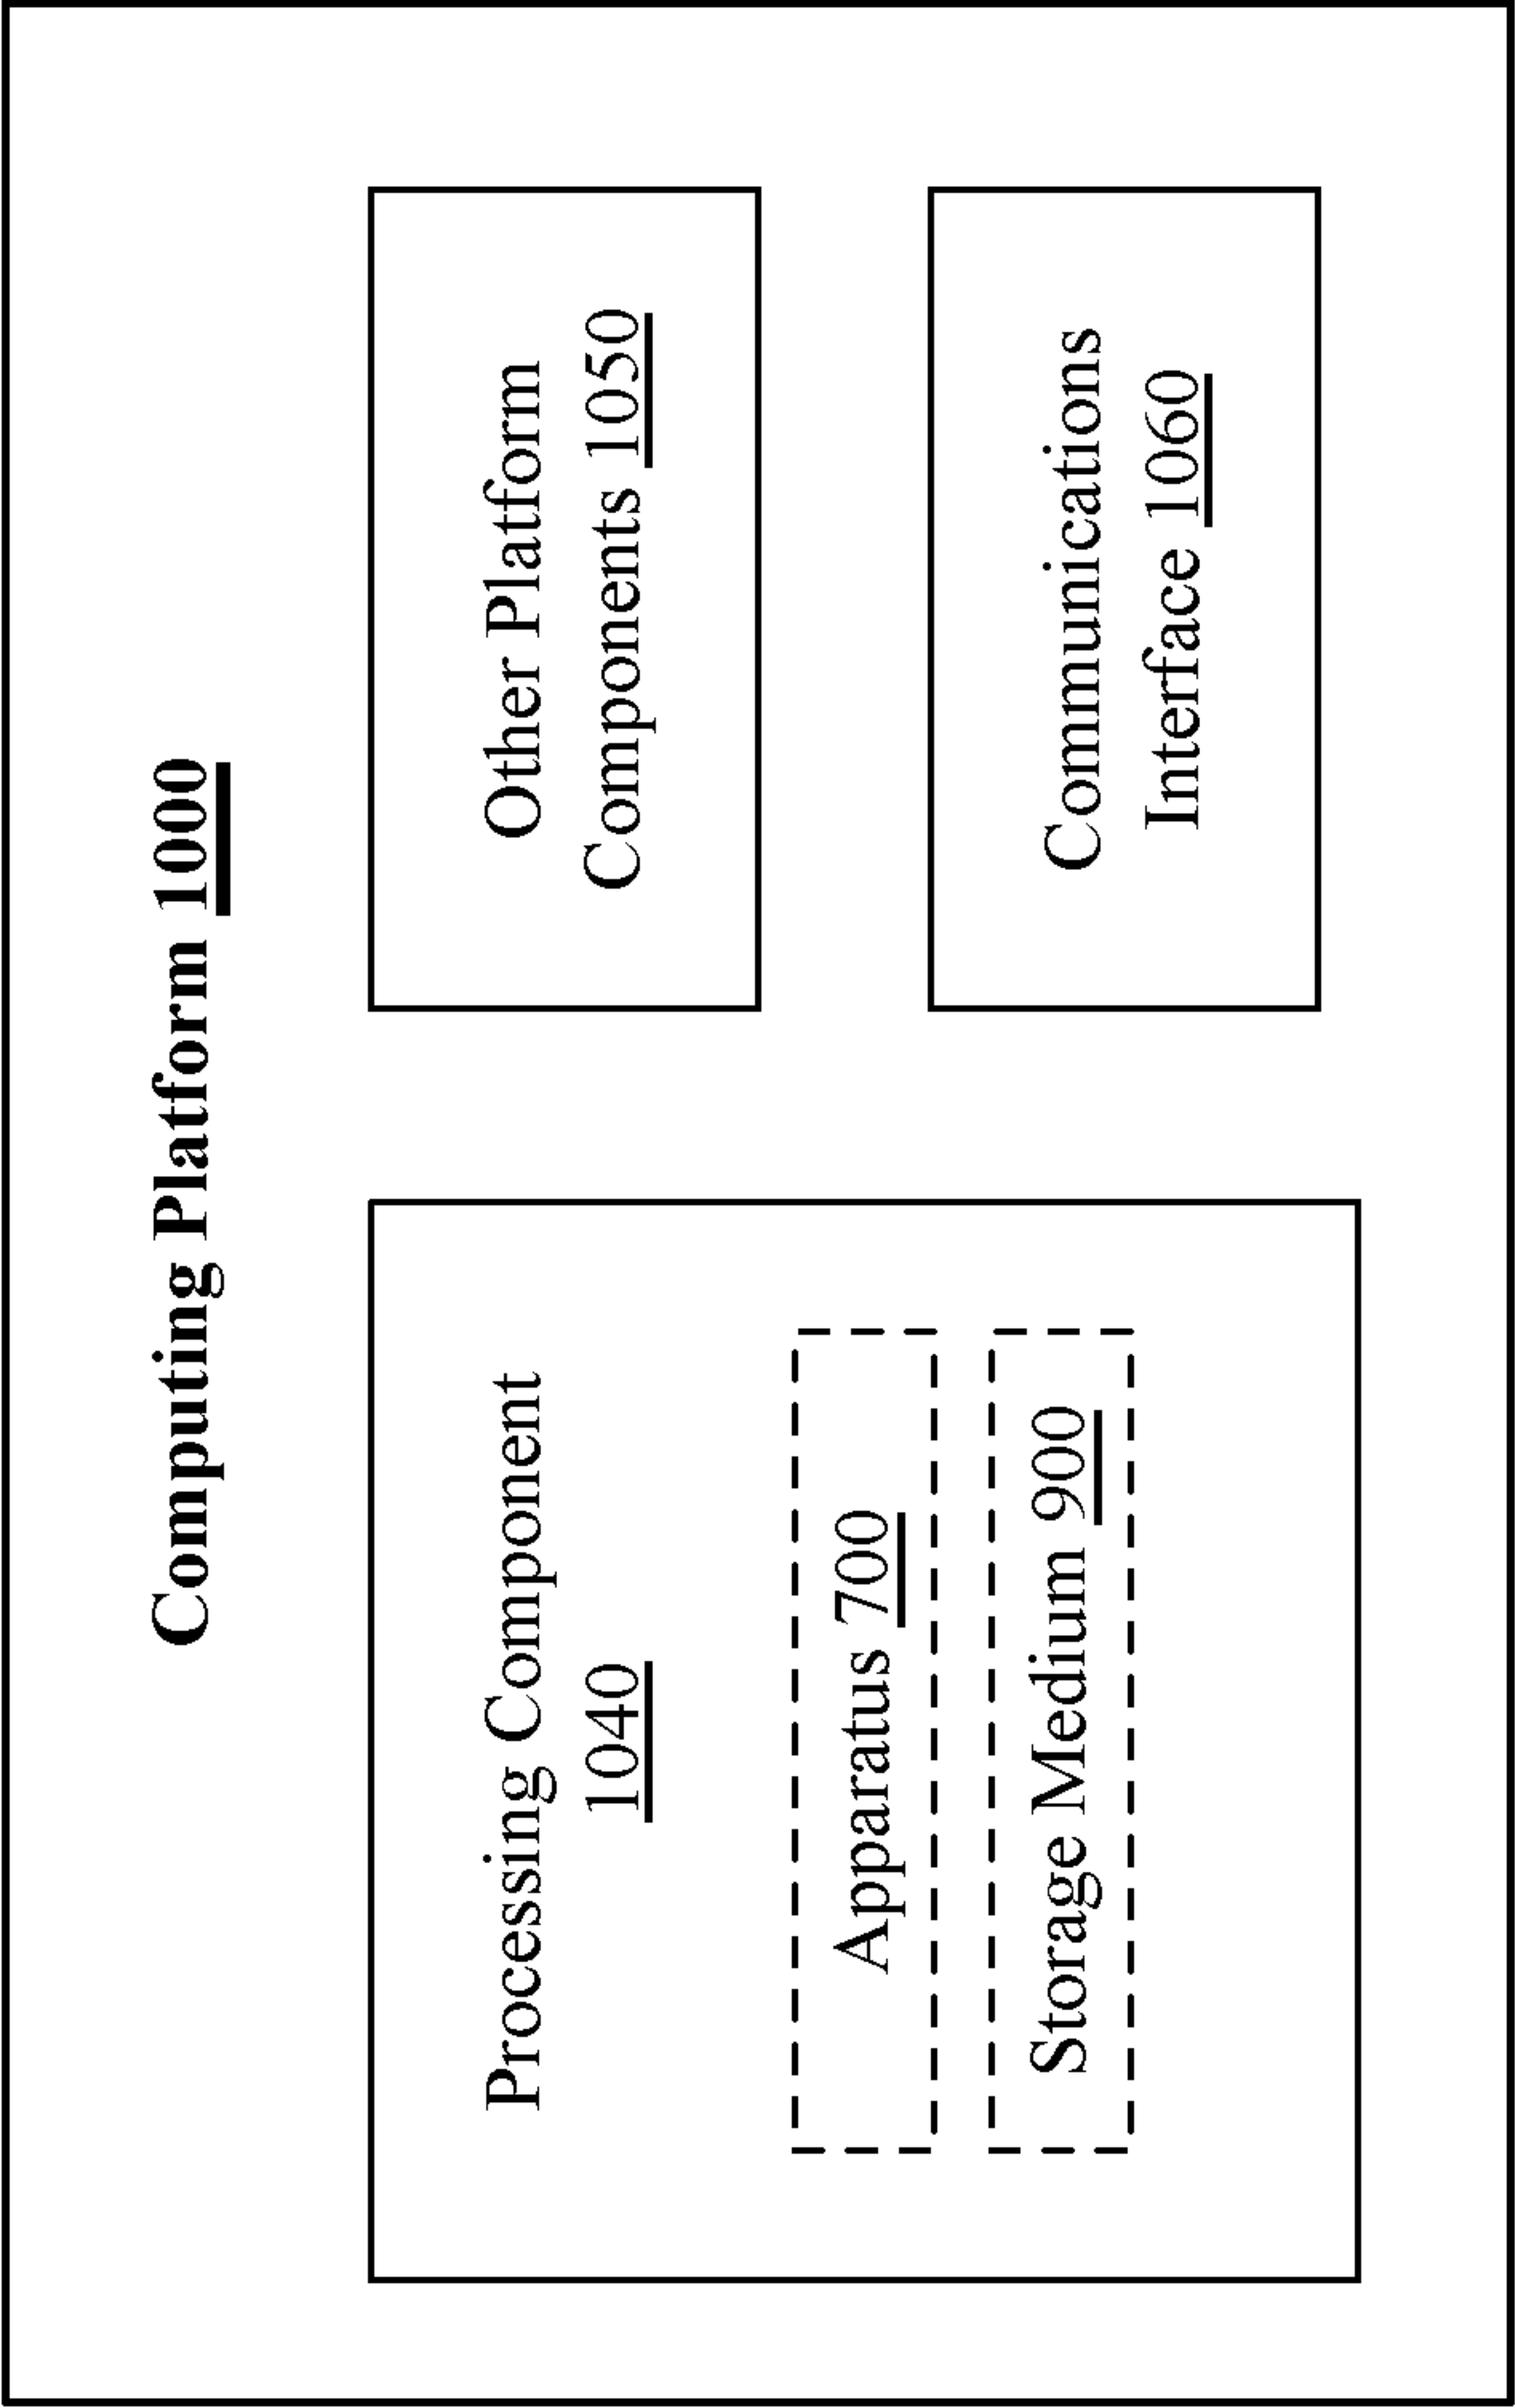 Computing Platform 1000
Processing Component
1040
Apparatus 700
Storage Medium 900
Other Platform
Components 1050
Communications
Interface 1060